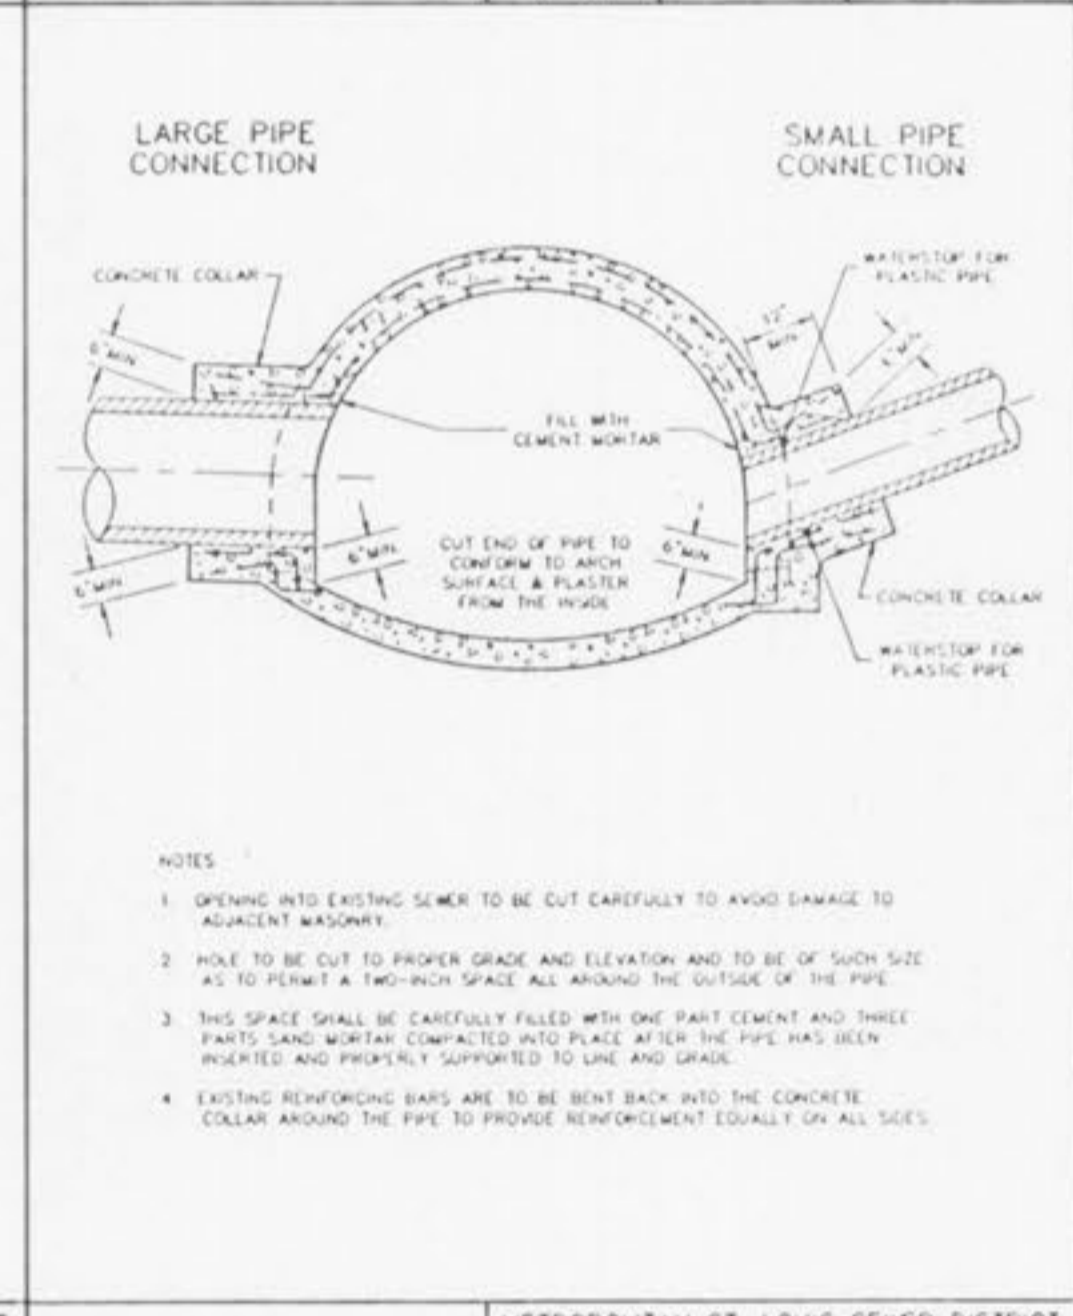 LARGE PIPE
CONNECTION
SMALL PIPE
CONNECTION
CONCRETE COLLAR
WATERSTOP FOR
PLASTIC PIPE
6" MIN
12"
MIN
MIN
FILL WITH
CEMENT MORTAR
6" MIN
6" MIN
CUT END OF PIPE TO
CONFORM TO ARCH
SURFACE & PLASTER
FROM THE INSIDE
6" MIN
CONCRETE COLLAR
WATERSTOP FOR
PLASTIC PIPE
NOTES
1 OPENING INTO EXISTING SEWER TO BE CUT CAREFULLY TO AVOID DAMAGE TO
ADJACENT MASONRY.
2 HOLE TO BE CUT TO PROPER GRADE AND ELEVATION AND TO BE OF SUCH SIZE
AS TO PERMIT A TWO-INCH SPACE ALL AROUND THE OUTSIDE OF THE PIPE
3 THIS SPACE SHALL BE CAREFULLY FILLED WITH ONE PART CEMENT AND THREE
PARTS SAND MORTAR COMPACTED INTO PLACE AFTER THE PIPE HAS BEEN
INSERTED AND PROPERLY SUPPORTED TO LINE AND GRADE
4 EXISTING REINFORCING BARS ARE TO BE BENT BACK INTO THE CONCRETE
COLLAR AROUND THE PIPE TO PROVIDE REINFORCEMENT EQUALLY ON ALL SIDES